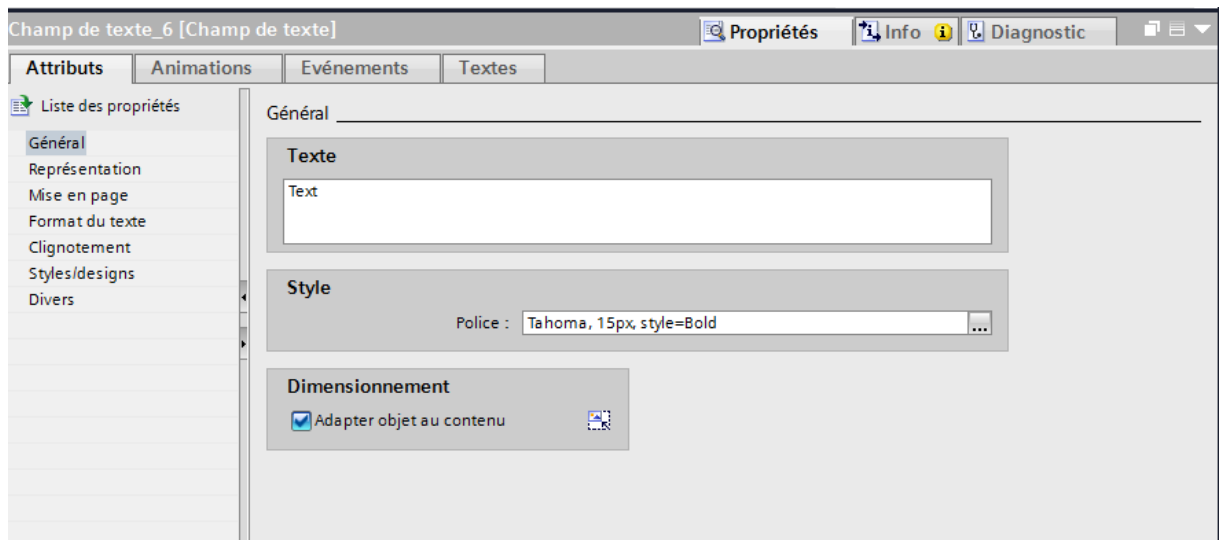 Champ de texte_6 [Champ de texte]
Propriétés
Info
Diagnostic
Attributs
Animations
Evénements
Textes
Liste des propriétés
Général
Représentation
Mise en page
Format du texte
Clignotement
Styles/designs
Divers
Général
Texte
Text
Style
Police : Tahoma, 15px, style=Bold ...
Dimensionnement
Adapter objet au contenu